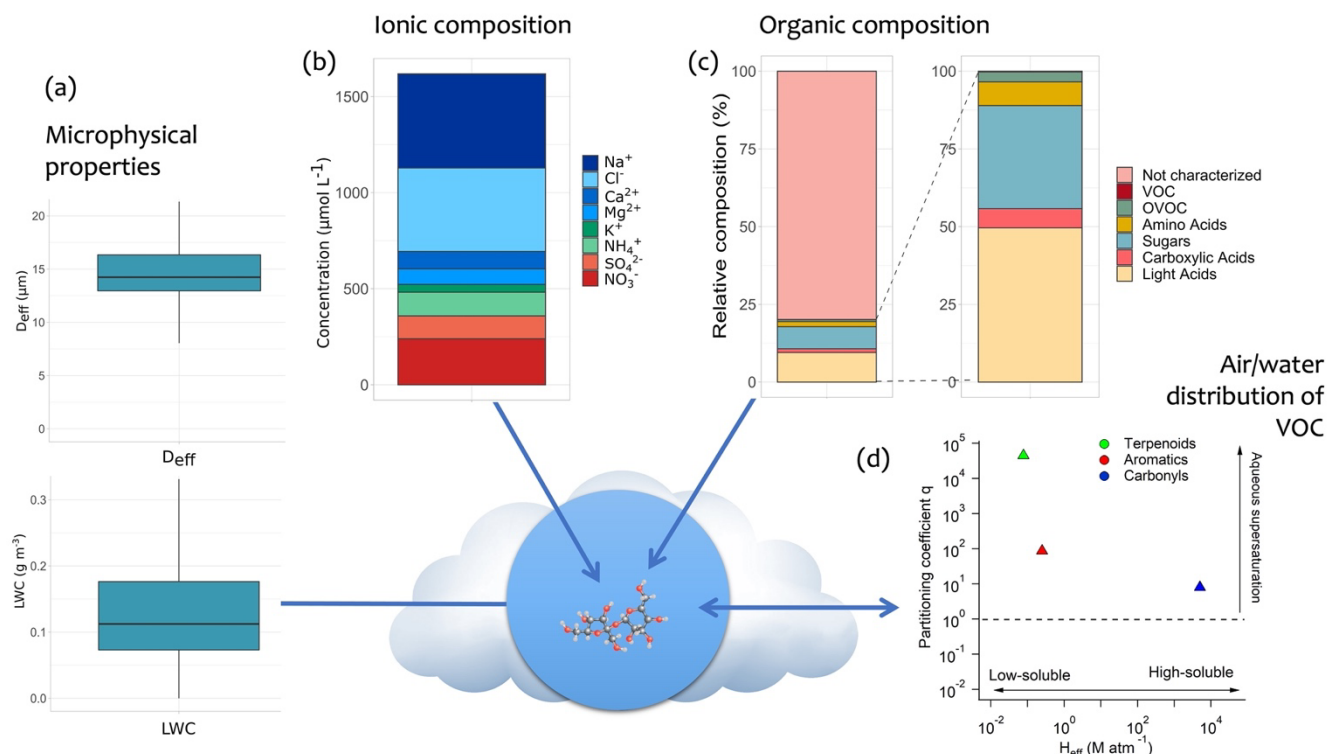 Ionic composition
Organic composition
(a)
Microphysical
properties
20
15
10
5
0
D_eff (μm)
D_eff
0.3
0.2
0.1
0.0
LWC (g m⁻³)
LWC
(b)
1500
1000
500
0
Concentration (μmol L⁻¹)
Na⁺
Cl⁻
Ca²⁺
Mg²⁺
K⁺
NH₄⁺
SO₄²⁻
NO₃⁻
(c)
100
75
50
25
0
Relative composition (%)
100
75
50
25
0
Not characterized
VOC
OVOC
Amino Acids
Sugars
Carboxylic Acids
Light Acids
Air/water
distribution of
VOC
(d)
10⁵
10⁴
10³
10²
10¹
10⁰
10⁻¹
10⁻²
Partitioning coefficient q
Terpenoids
Aromatics
Carbonyls
Aqueous supersaturation
Low-soluble
High-soluble
10⁻²
10⁰
10²
10⁴
H_eff (M atm⁻¹)